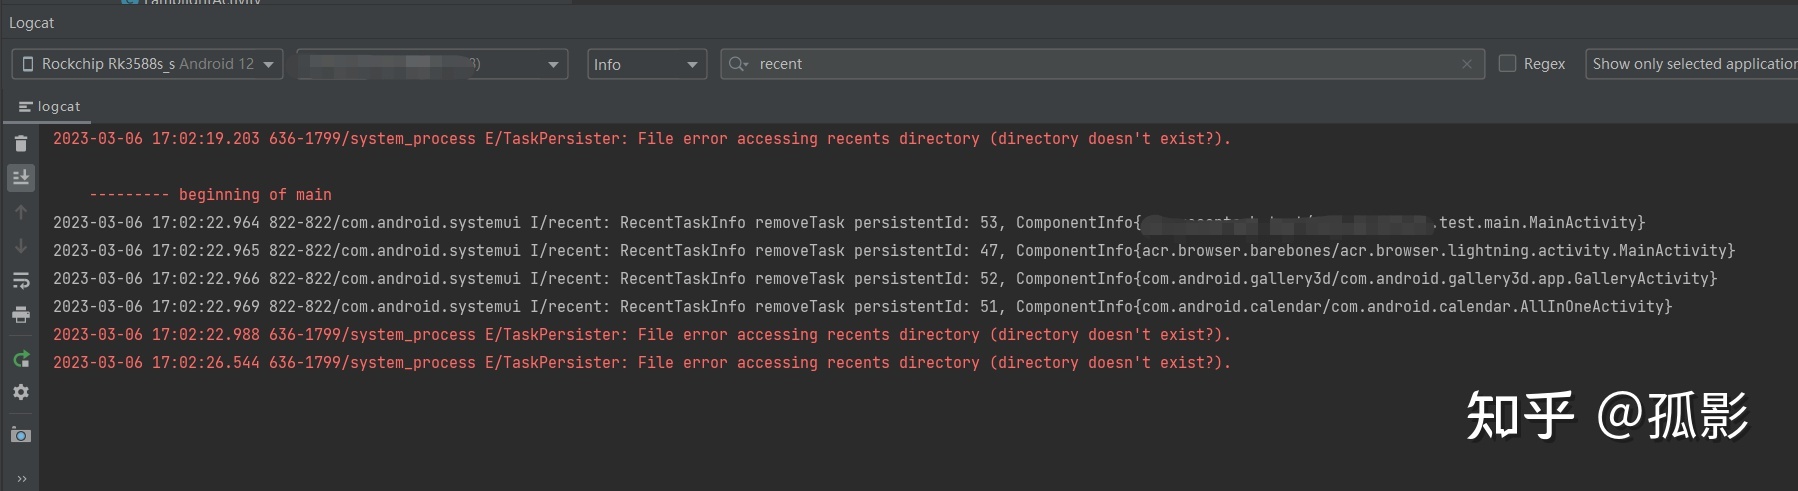 Logcat
Rockchip Rk3588s_s Android 12
Info
recent
Regex
Show only selected application
logcat
2023-03-06 17:02:19.203 636-1799/system_process E/TaskPersister: File error accessing recents directory (directory doesn't exist?).
--------- beginning of main
2023-03-06 17:02:22.964 822-822/com.android.systemui I/recent: RecentTaskInfo removeTask persistentId: 53, ComponentInfo{ .test.main.MainActivity}
2023-03-06 17:02:22.965 822-822/com.android.systemui I/recent: RecentTaskInfo removeTask persistentId: 47, ComponentInfo{acr.browser.barebones/acr.browser.lightning.activity.MainActivity}
2023-03-06 17:02:22.966 822-822/com.android.systemui I/recent: RecentTaskInfo removeTask persistentId: 52, ComponentInfo{com.android.gallery3d/com.android.gallery3d.app.GalleryActivity}
2023-03-06 17:02:22.969 822-822/com.android.systemui I/recent: RecentTaskInfo removeTask persistentId: 51, ComponentInfo{com.android.calendar/com.android.calendar.AllInOneActivity}
2023-03-06 17:02:22.988 636-1799/system_process E/TaskPersister: File error accessing recents directory (directory doesn't exist?).
2023-03-06 17:02:26.544 636-1799/system_process E/TaskPersister: File error accessing recents directory (directory doesn't exist?).
知乎 @孤影